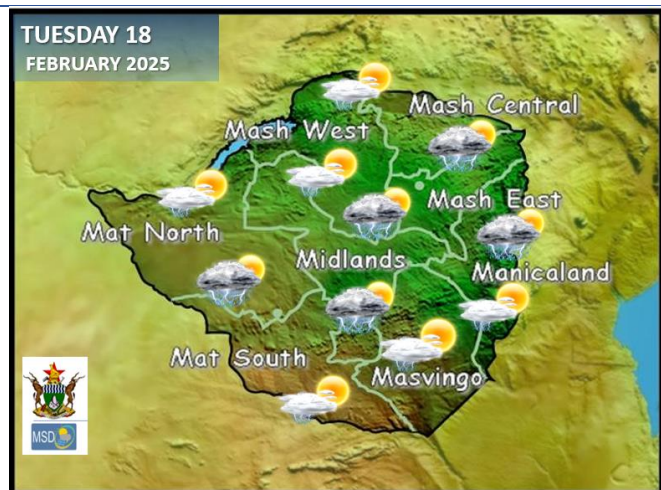 TUESDAY 18
FEBRUARY 2025
Mash Central
Mash West
Mash East
Mat North
Midlands
Manicaland
Mat South
Masvingo
MSD